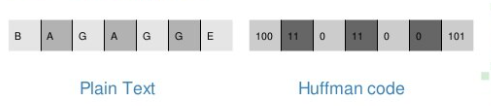 B A G A G G E 100 11 0 11 0 0 101
Plain Text Huffman code